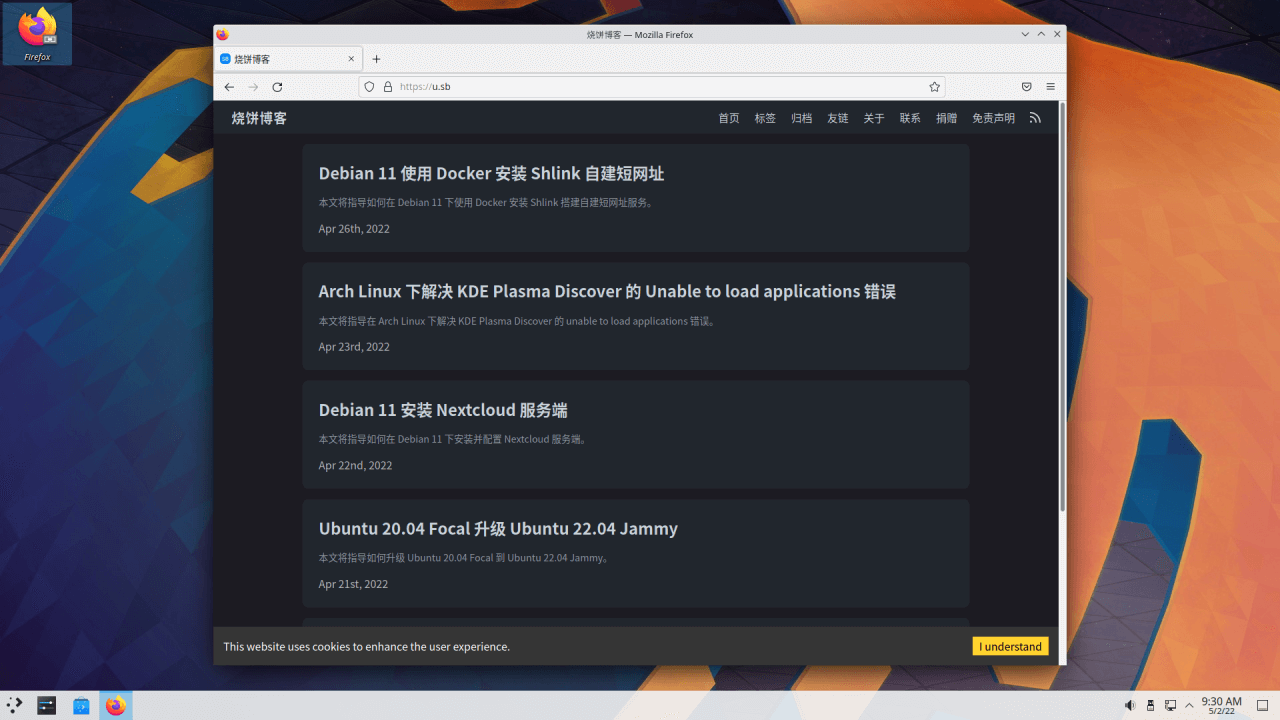 烧饼博客 — Mozilla Firefox
Firefox
烧饼博客
https://u.sb
烧饼博客 首页 标签 归档 友链 关于 联系 捐赠 免责声明
Debian 11 使用 Docker 安装 Shlink 自建短网址
本文将指导如何在 Debian 11 下使用 Docker 安装 Shlink 搭建自建短网址服务。
Apr 26th, 2022
Arch Linux 下解决 KDE Plasma Discover 的 Unable to load applications 错误
本文将指导在 Arch Linux 下解决 KDE Plasma Discover 的 unable to load applications 错误。
Apr 23rd, 2022
Debian 11 安装 Nextcloud 服务端
本文将指导如何在 Debian 11 下安装并配置 Nextcloud 服务端。
Apr 22nd, 2022
Ubuntu 20.04 Focal 升级 Ubuntu 22.04 Jammy
本文将指导如何升级 Ubuntu 20.04 Focal 到 Ubuntu 22.04 Jammy。
Apr 21st, 2022
This website uses cookies to enhance the user experience. I understand
9:30 AM
5/2/22